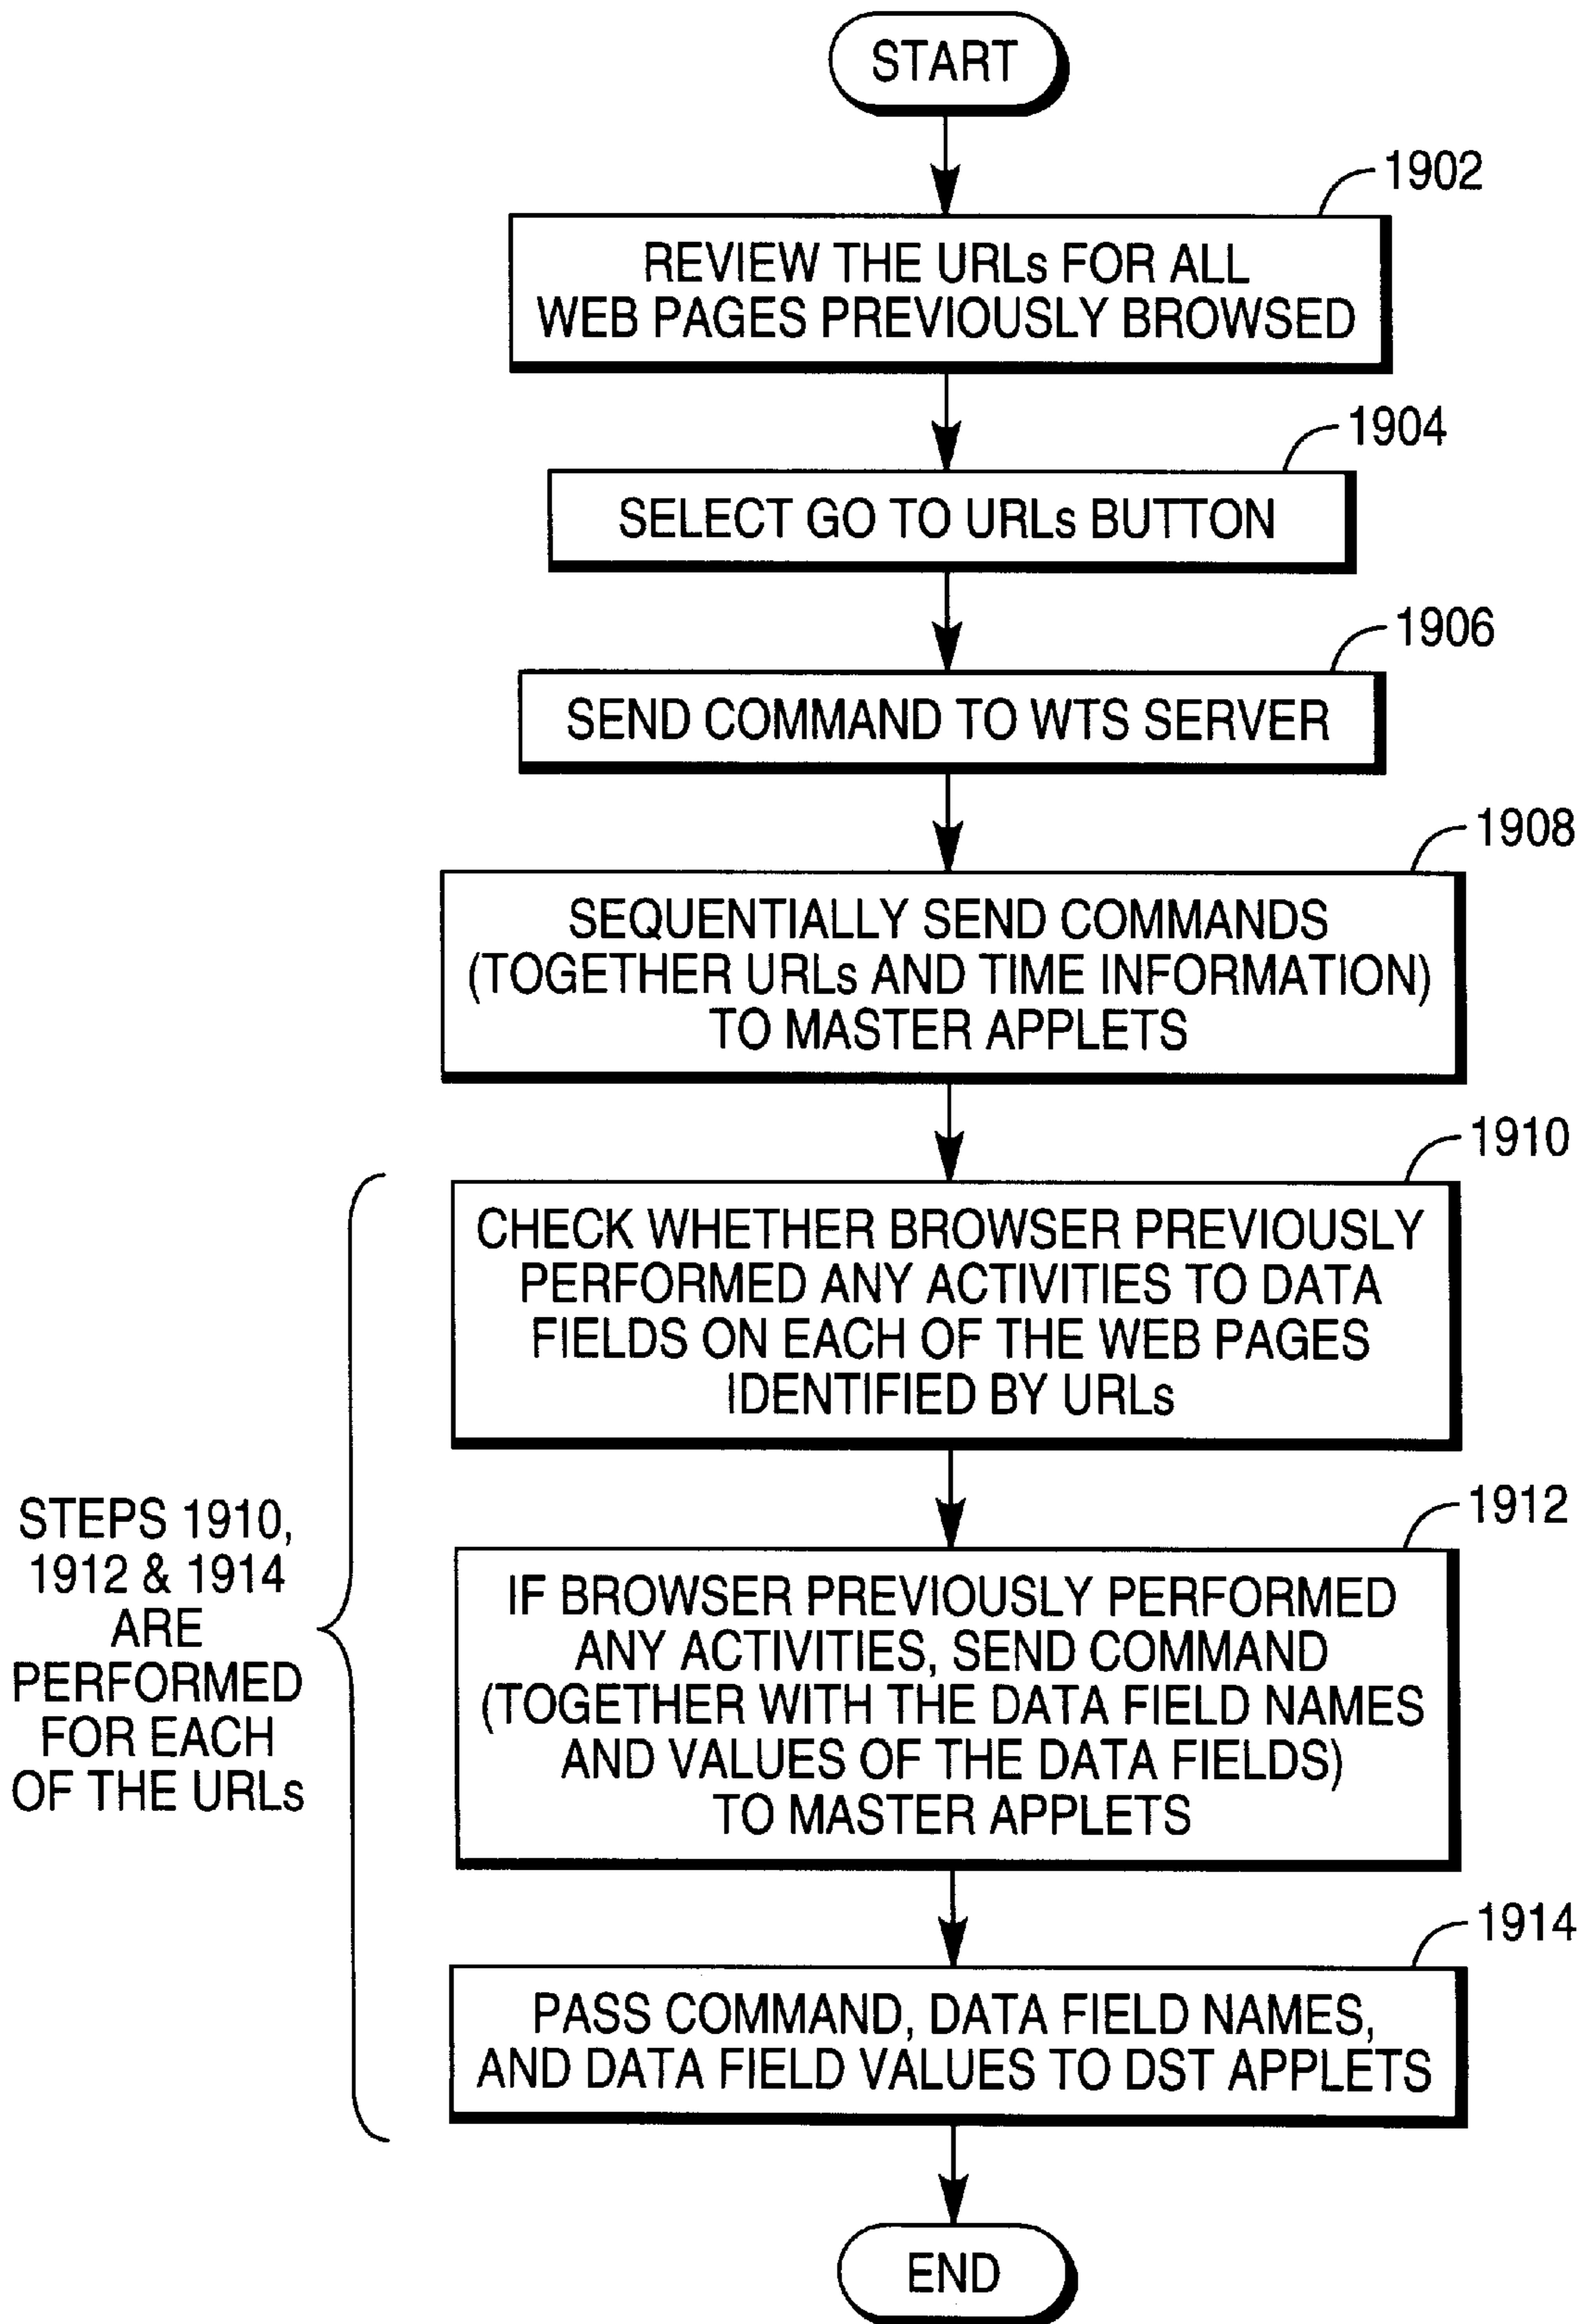 START
1902
REVIEW THE URLs FOR ALL
WEB PAGES PREVIOUSLY BROWSED
1904
SELECT GO TO URLs BUTTON
1906
SEND COMMAND TO WTS SERVER
1908
SEQUENTIALLY SEND COMMANDS
(TOGETHER URLs AND TIME INFORMATION)
TO MASTER APPLETS
1910
CHECK WHETHER BROWSER PREVIOUSLY
PERFORMED ANY ACTIVITIES TO DATA
FIELDS ON EACH OF THE WEB PAGES
IDENTIFIED BY URLs
STEPS 1910,
1912 & 1914
ARE
PERFORMED
FOR EACH
OF THE URLs
1912
IF BROWSER PREVIOUSLY PERFORMED
ANY ACTIVITIES, SEND COMMAND
(TOGETHER WITH THE DATA FIELD NAMES
AND VALUES OF THE DATA FIELDS)
TO MASTER APPLETS
1914
PASS COMMAND, DATA FIELD NAMES,
AND DATA FIELD VALUES TO DST APPLETS
END